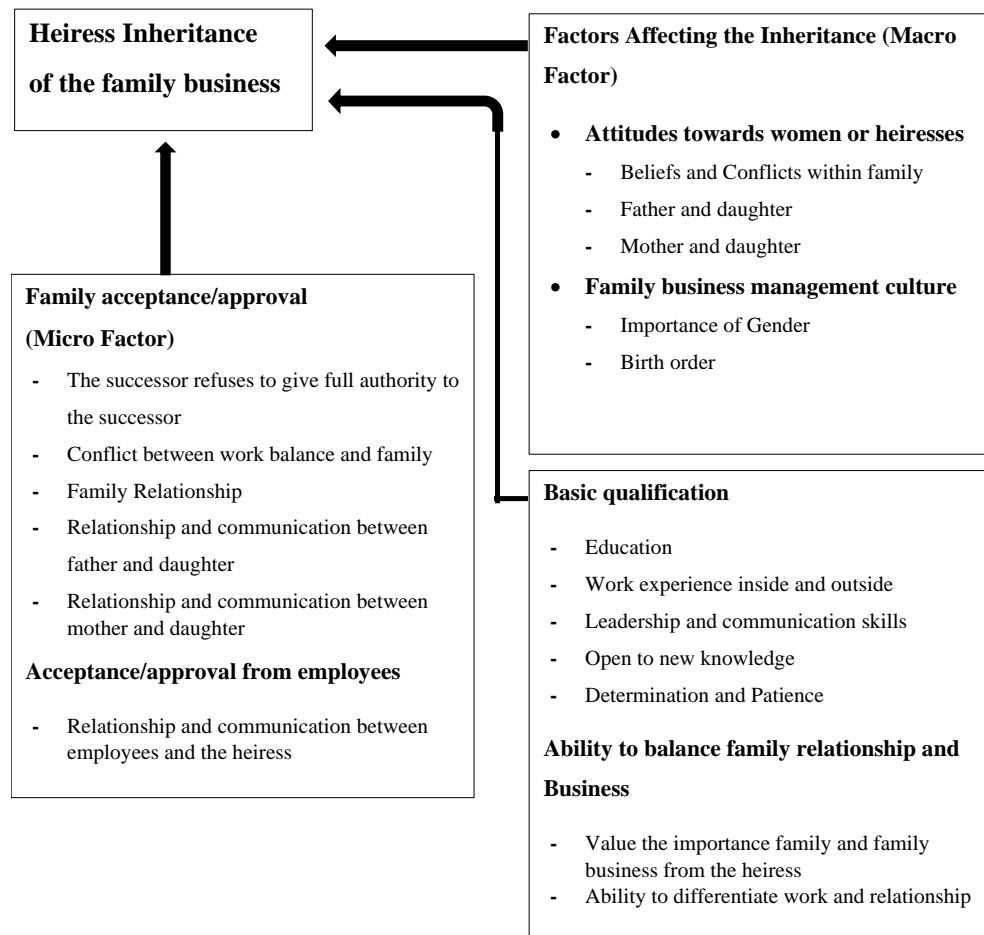 Heiress Inheritance
of the family business
Factors Affecting the Inheritance (Macro
Factor)
• Attitudes towards women or heiresses
- Beliefs and Conflicts within family
- Father and daughter
- Mother and daughter
• Family business management culture
- Importance of Gender
- Birth order
Family acceptance/approval
(Micro Factor)
- The successor refuses to give full authority to
the successor
- Conflict between work balance and family
- Family Relationship
- Relationship and communication between
father and daughter
- Relationship and communication between
mother and daughter
Acceptance/approval from employees
- Relationship and communication between
employees and the heiress
Basic qualification
- Education
- Work experience inside and outside
- Leadership and communication skills
- Open to new knowledge
- Determination and Patience
Ability to balance family relationship and
Business
- Value the importance family and family
business from the heiress
- Ability to differentiate work and relationship